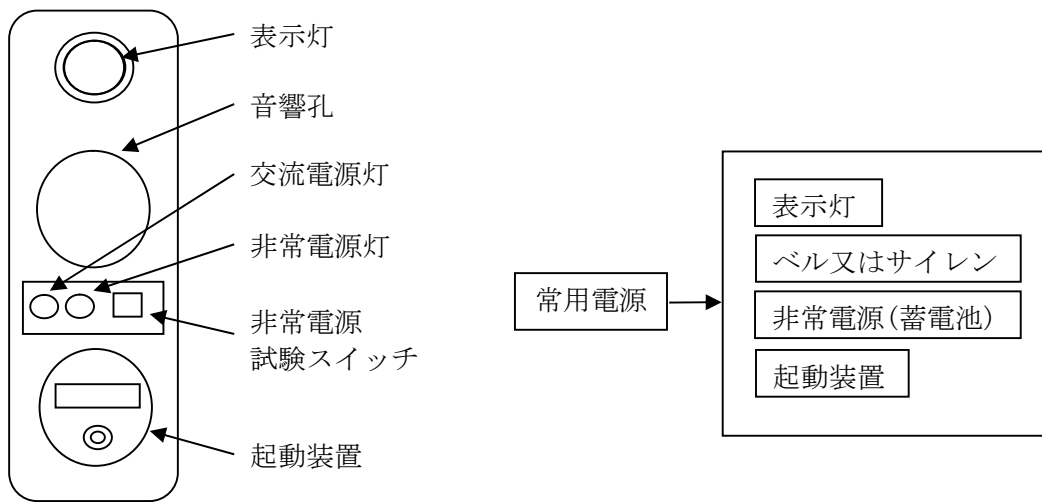 表示灯
音響孔
交流電源灯
非常電源灯
非常電源
試験スイッチ
起動装置
常用電源
表示灯
ベル又はサイレン
非常電源(蓄電池)
起動装置